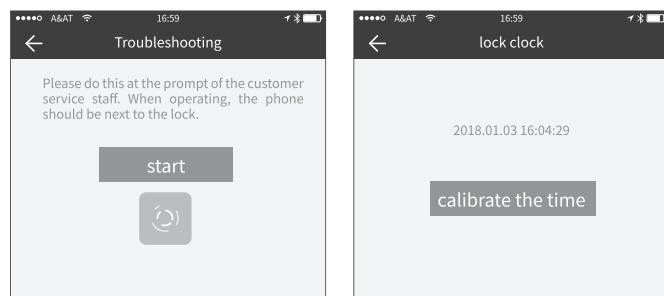 A&AT 16:59
Troubleshooting
Please do this at the prompt of the customer
service staff. When operating, the phone
should be next to the lock.
start
A&AT 16:59
lock clock
2018.01.03 16:04:29
calibrate the time